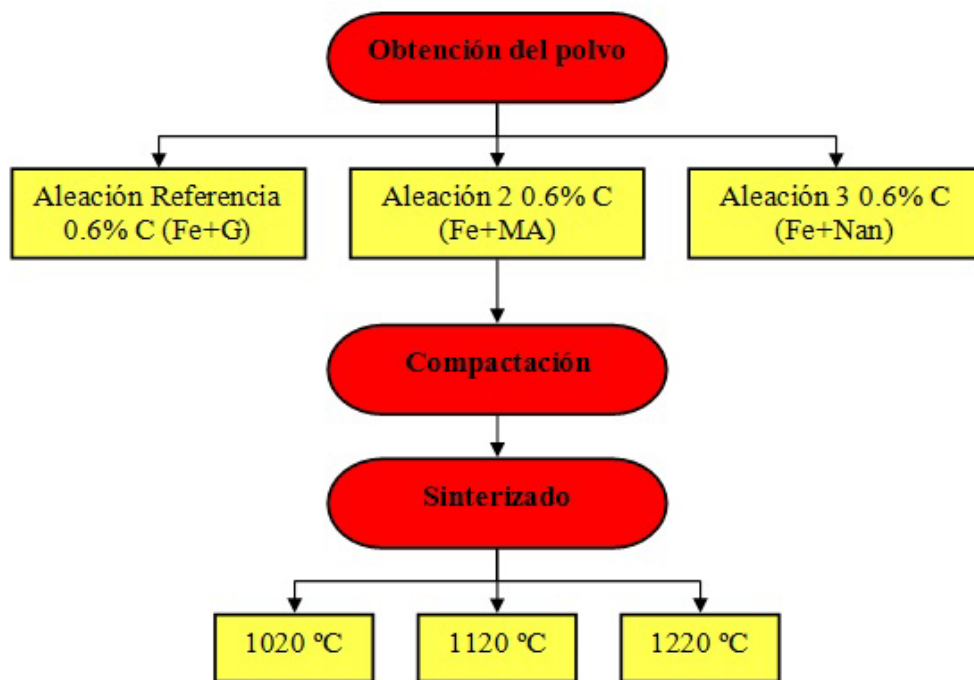 Obtención del polvo
Aleación Referencia
0.6% C (Fe+G)
Aleación 2 0.6% C
(Fe+MA)
Aleación 3 0.6% C
(Fe+Nan)
Compactación
Sinterizado
1020 ºC
1120 ºC
1220 ºC